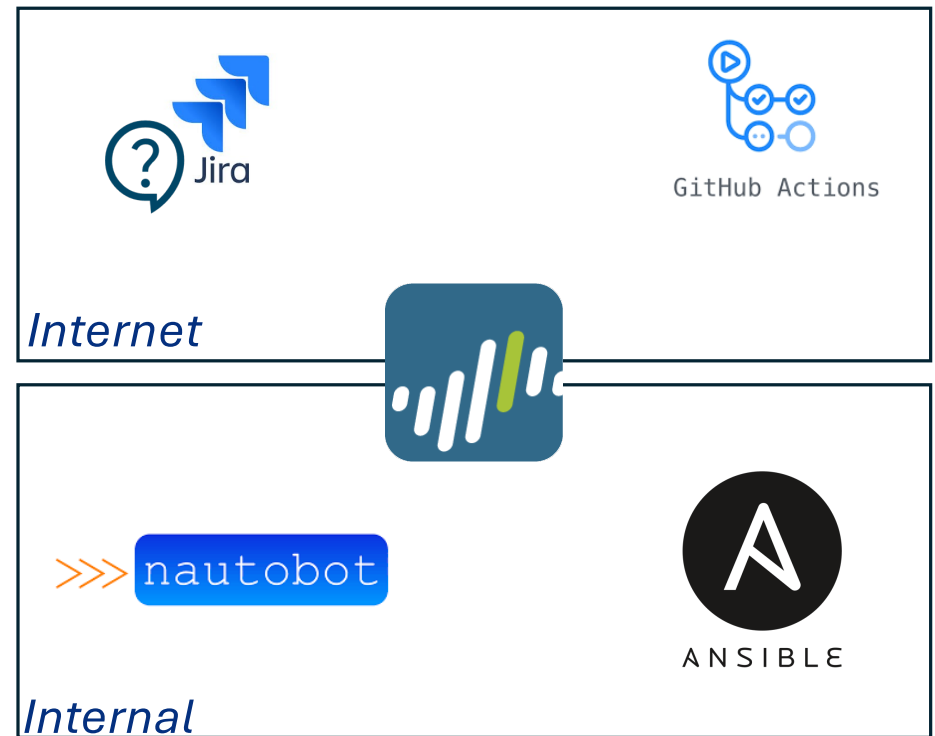 ?
Jira
GitHub Actions
Internet
>>> nautobot
ANSIBLE
Internal